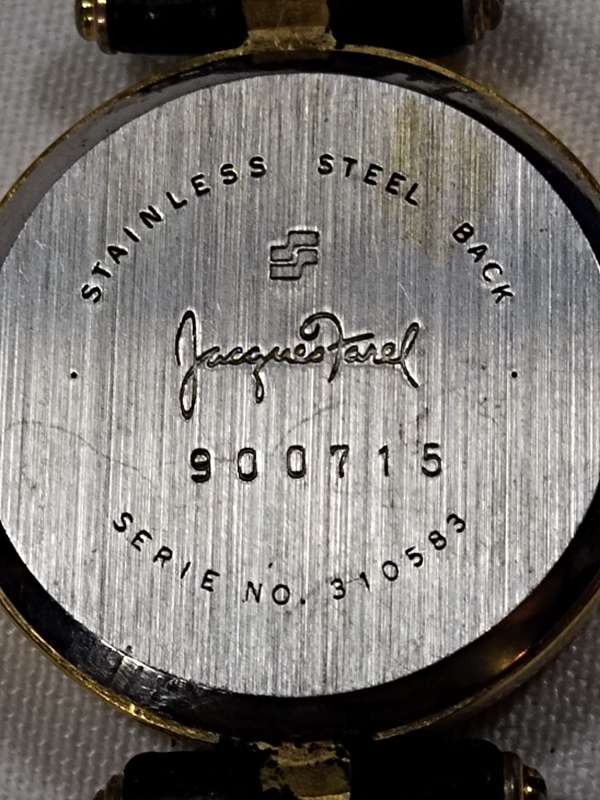 STAINLESS STEEL BACK
Jacques Farel
900715
SERIE NO. 310583